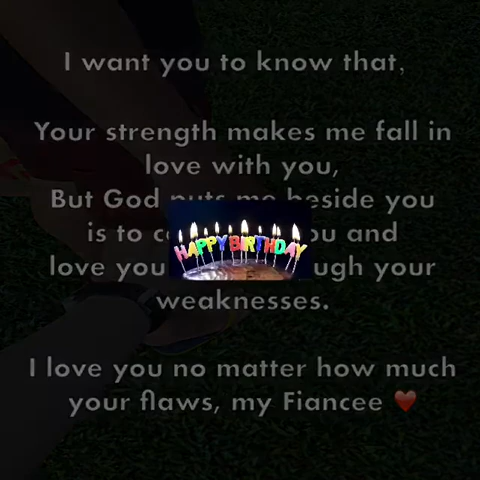 I want you to know that,
Your strength makes me fall in
love with you,
But God puts me beside you
is to ou and
love you ugh your
weaknesses.
I love you no matter how much
your flaws, my Fiancee ❤
HAPPY BIRTHDAY